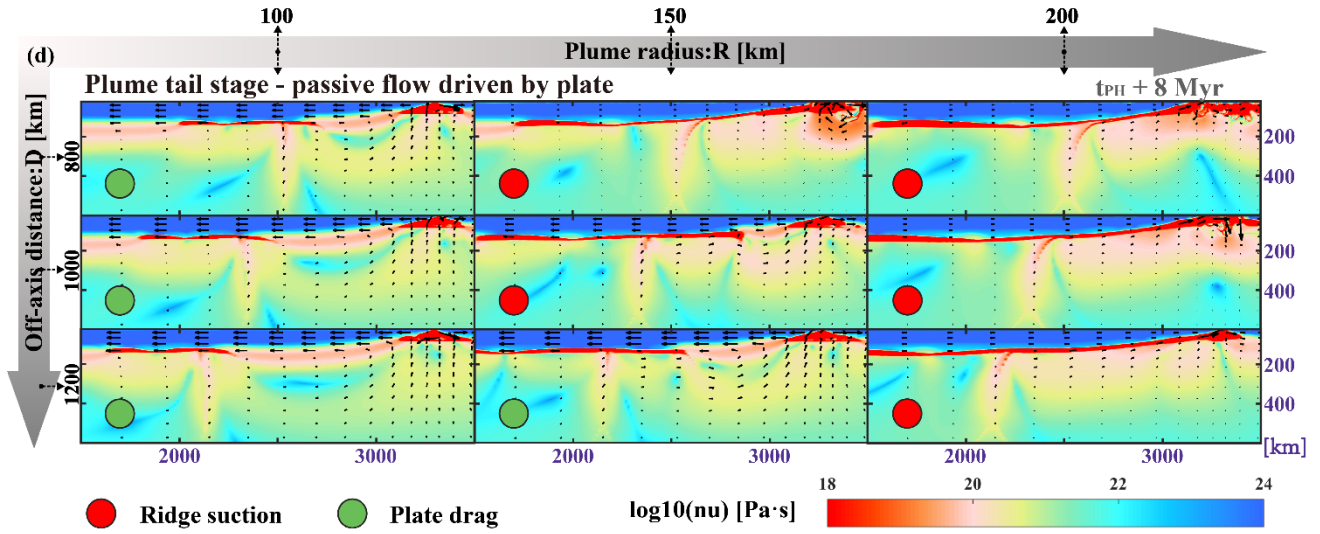 100 150 200
(d) Plume radius:R [km]
Plume tail stage - passive flow driven by plate tPH + 8 Myr
Off-axis distance:D [km]
800 200
400
1000 200
400
1200 200
400
2000 3000 2000 3000 2000 3000 [km]
18 20 22 24
Ridge suction Plate drag log10(nu) [Pa·s]